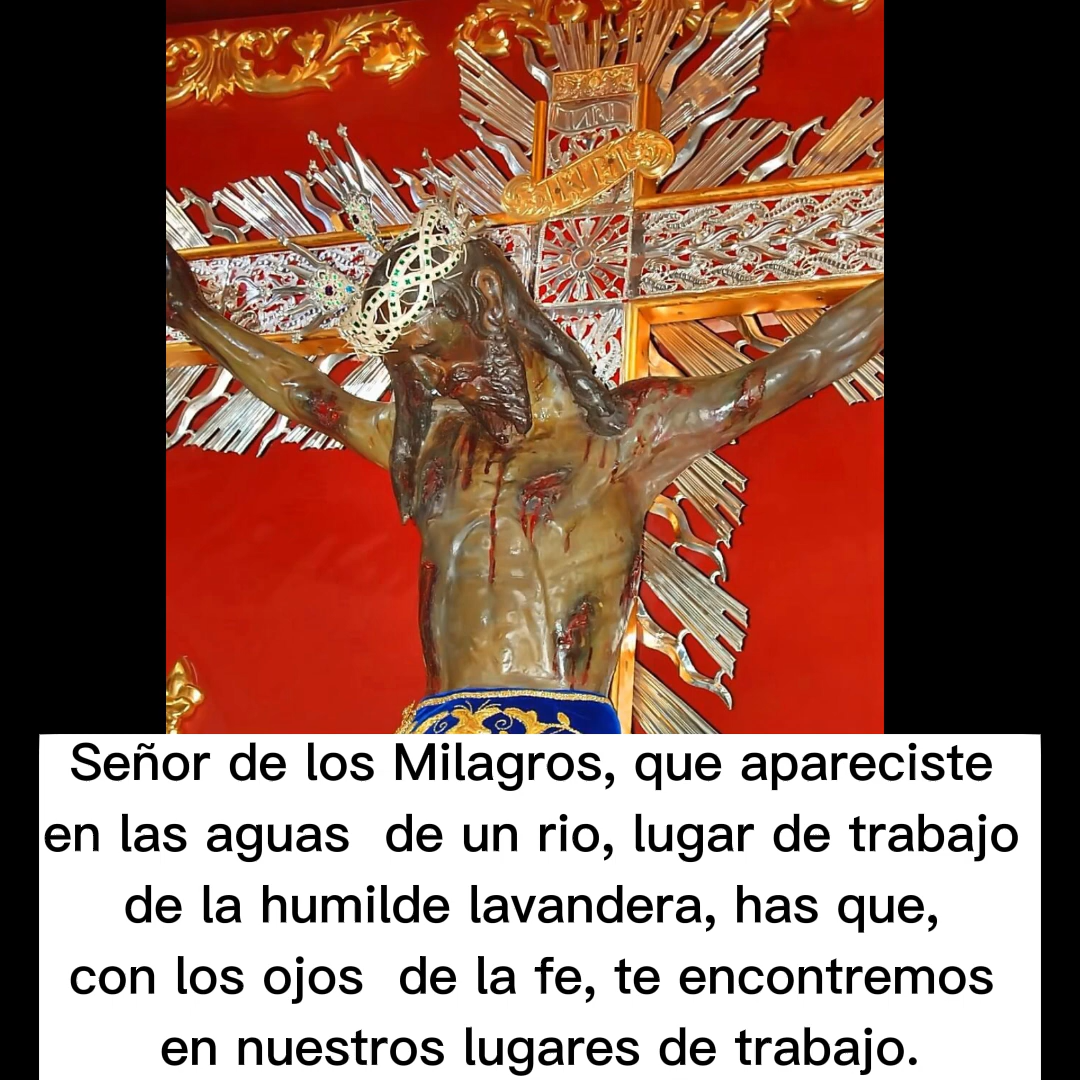 INRI
Señor de los Milagros, que apareciste
en las aguas de un rio, lugar de trabajo
de la humilde lavandera, has que,
con los ojos de la fe, te encontremos
en nuestros lugares de trabajo.